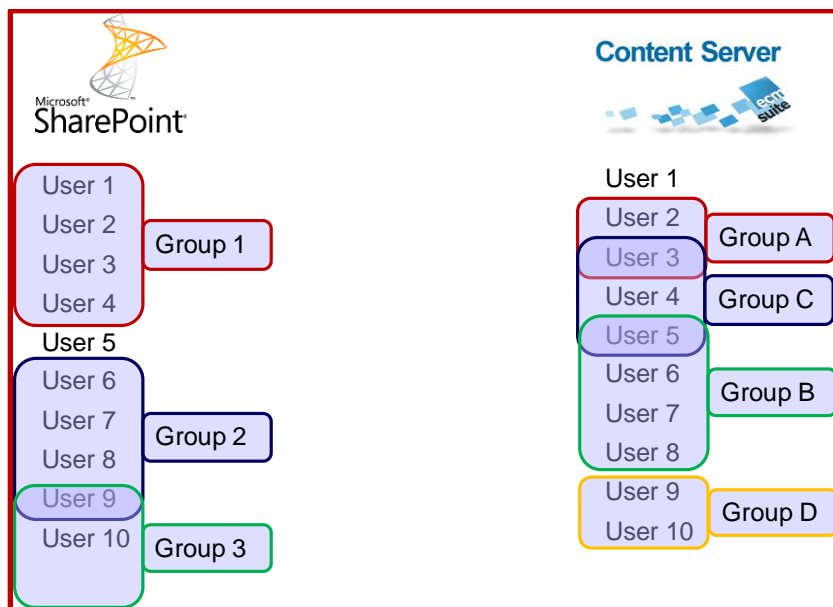 Microsoft®
SharePoint®
User 1
User 2
User 3
User 4
Group 1
User 5
User 6
User 7
User 8
User 9
Group 2
User 10
Group 3
Content Server
ecm
suite
User 1
User 2
User 3
Group A
User 4
Group C
User 5
User 6
User 7
User 8
Group B
User 9
User 10
Group D